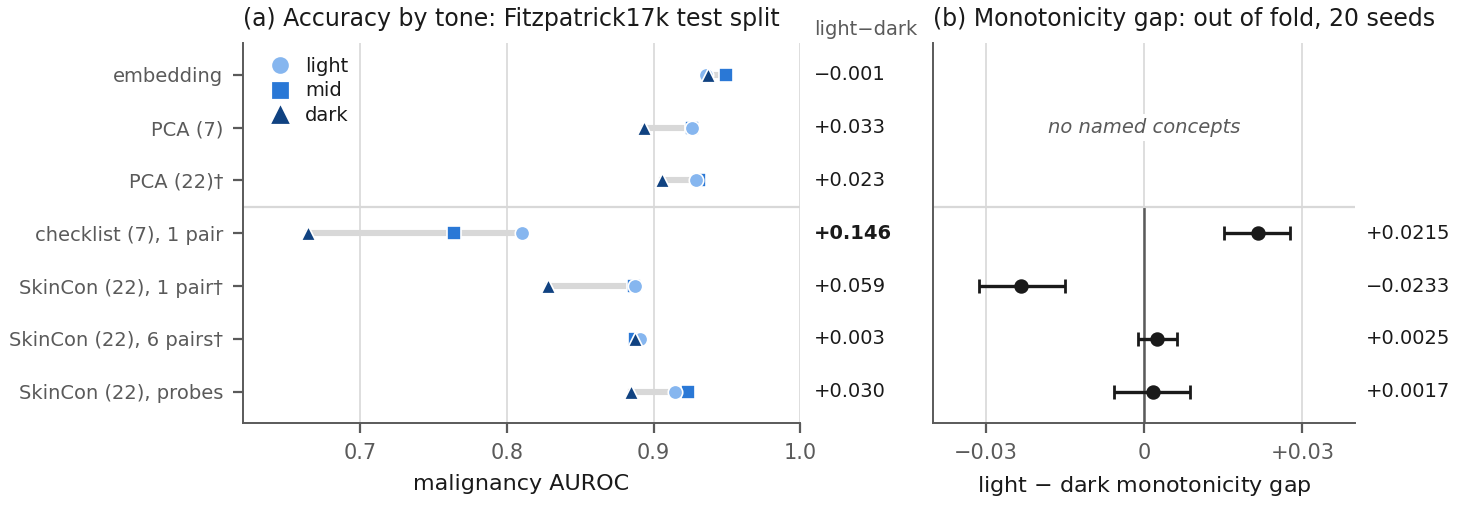 (a) Accuracy by tone: Fitzpatrick17k test split
light−dark
light
mid
dark
embedding
−0.001
PCA (7)
+0.033
PCA (22)†
+0.023
checklist (7), 1 pair
+0.146
SkinCon (22), 1 pair†
+0.059
SkinCon (22), 6 pairs†
+0.003
SkinCon (22), probes
+0.030
0.7 0.8 0.9 1.0
malignancy AUROC
(b) Monotonicity gap: out of fold, 20 seeds
no named concepts
+0.0215
−0.0233
+0.0025
+0.0017
−0.03 0 +0.03
light − dark monotonicity gap